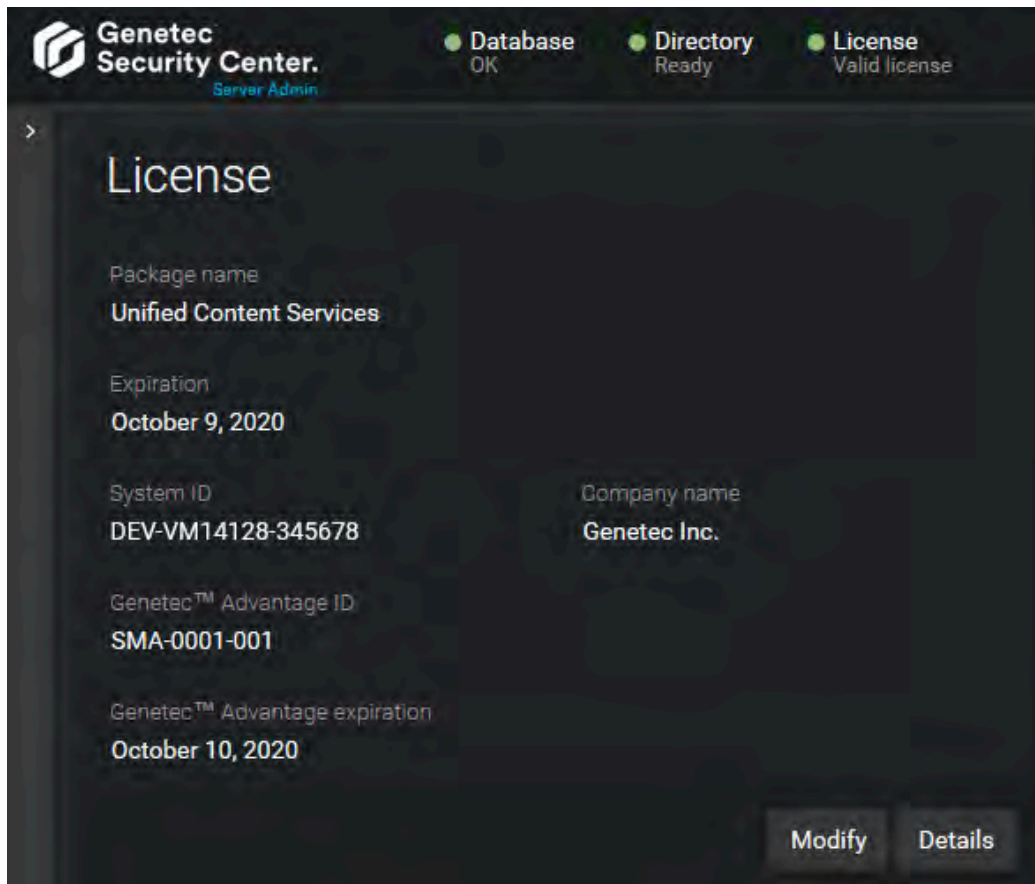 Genetec
Security Center.
Server Admin
Database
OK
Directory
Ready
License
Valid license
>
License
Package name
Unified Content Services
Expiration
October 9, 2020
System ID
DEV-VM14128-345678
Company name
Genetec Inc.
Genetec™ Advantage ID
SMA-0001-001
Genetec™ Advantage expiration
October 10, 2020
Modify
Details